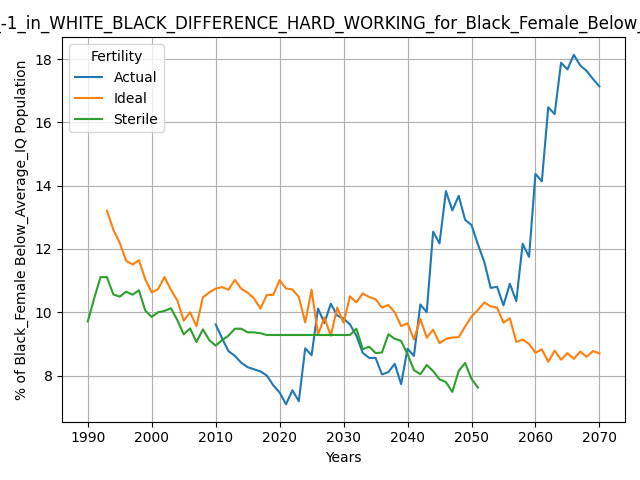 _-1_in_WHITE_BLACK_DIFFERENCE_HARD_WORKING_for_Black_Female_Below_
Fertility
Actual
Ideal
Sterile
% of Black_Female Below_Average_IQ Population
18
16
14
12
10
8
1990 2000 2010 2020 2030 2040 2050 2060 2070
Years